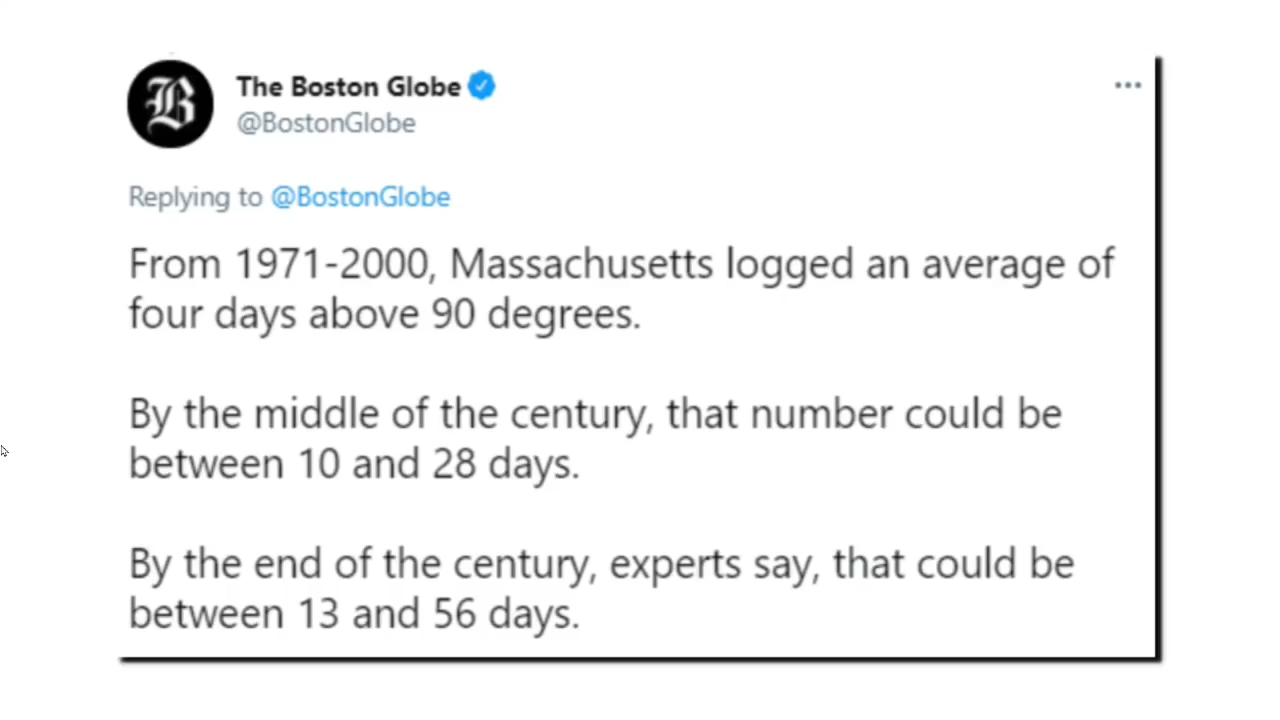 The Boston Globe
@BostonGlobe
Replying to @BostonGlobe
From 1971-2000, Massachusetts logged an average of
four days above 90 degrees.
By the middle of the century, that number could be
between 10 and 28 days.
By the end of the century, experts say, that could be
between 13 and 56 days.